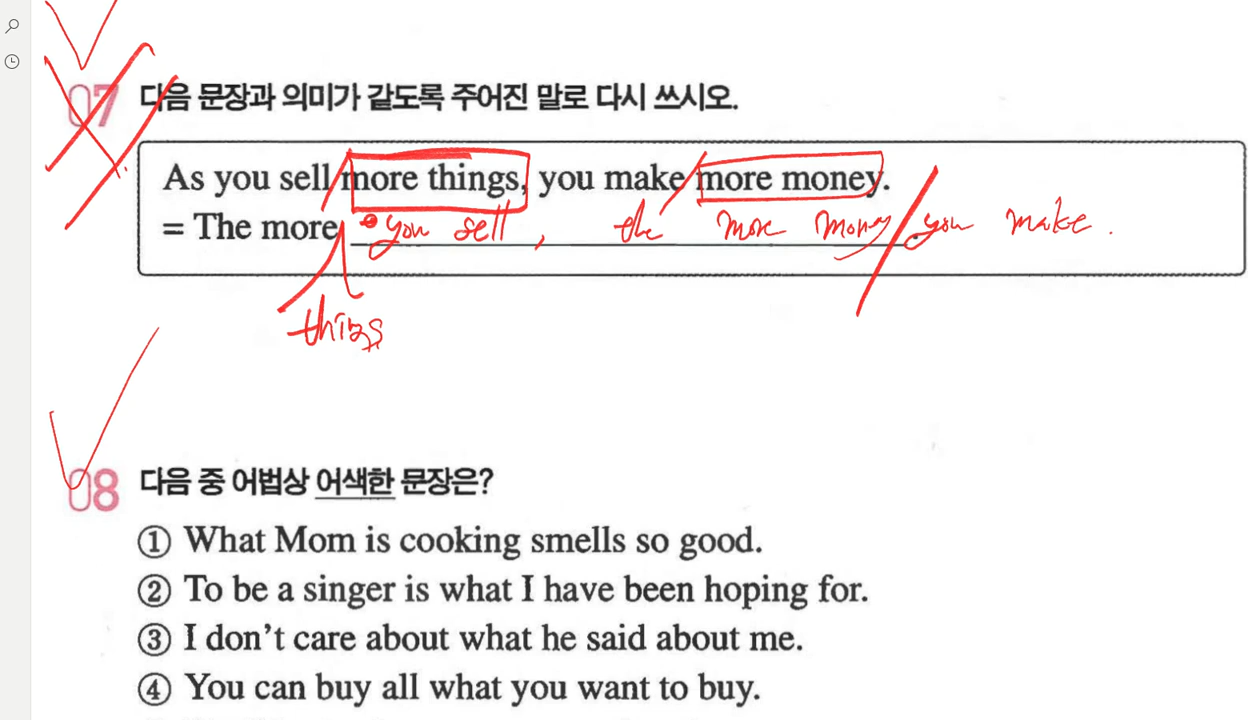 07 다음 문장과 의미가 같도록 주어진 말로 다시 쓰시오.
As you sell more things, you make more money.
= The more you sell, the more money you make.
things
08 다음 중 어법상 어색한 문장은?
① What Mom is cooking smells so good.
② To be a singer is what I have been hoping for.
③ I don't care about what he said about me.
④ You can buy all what you want to buy.